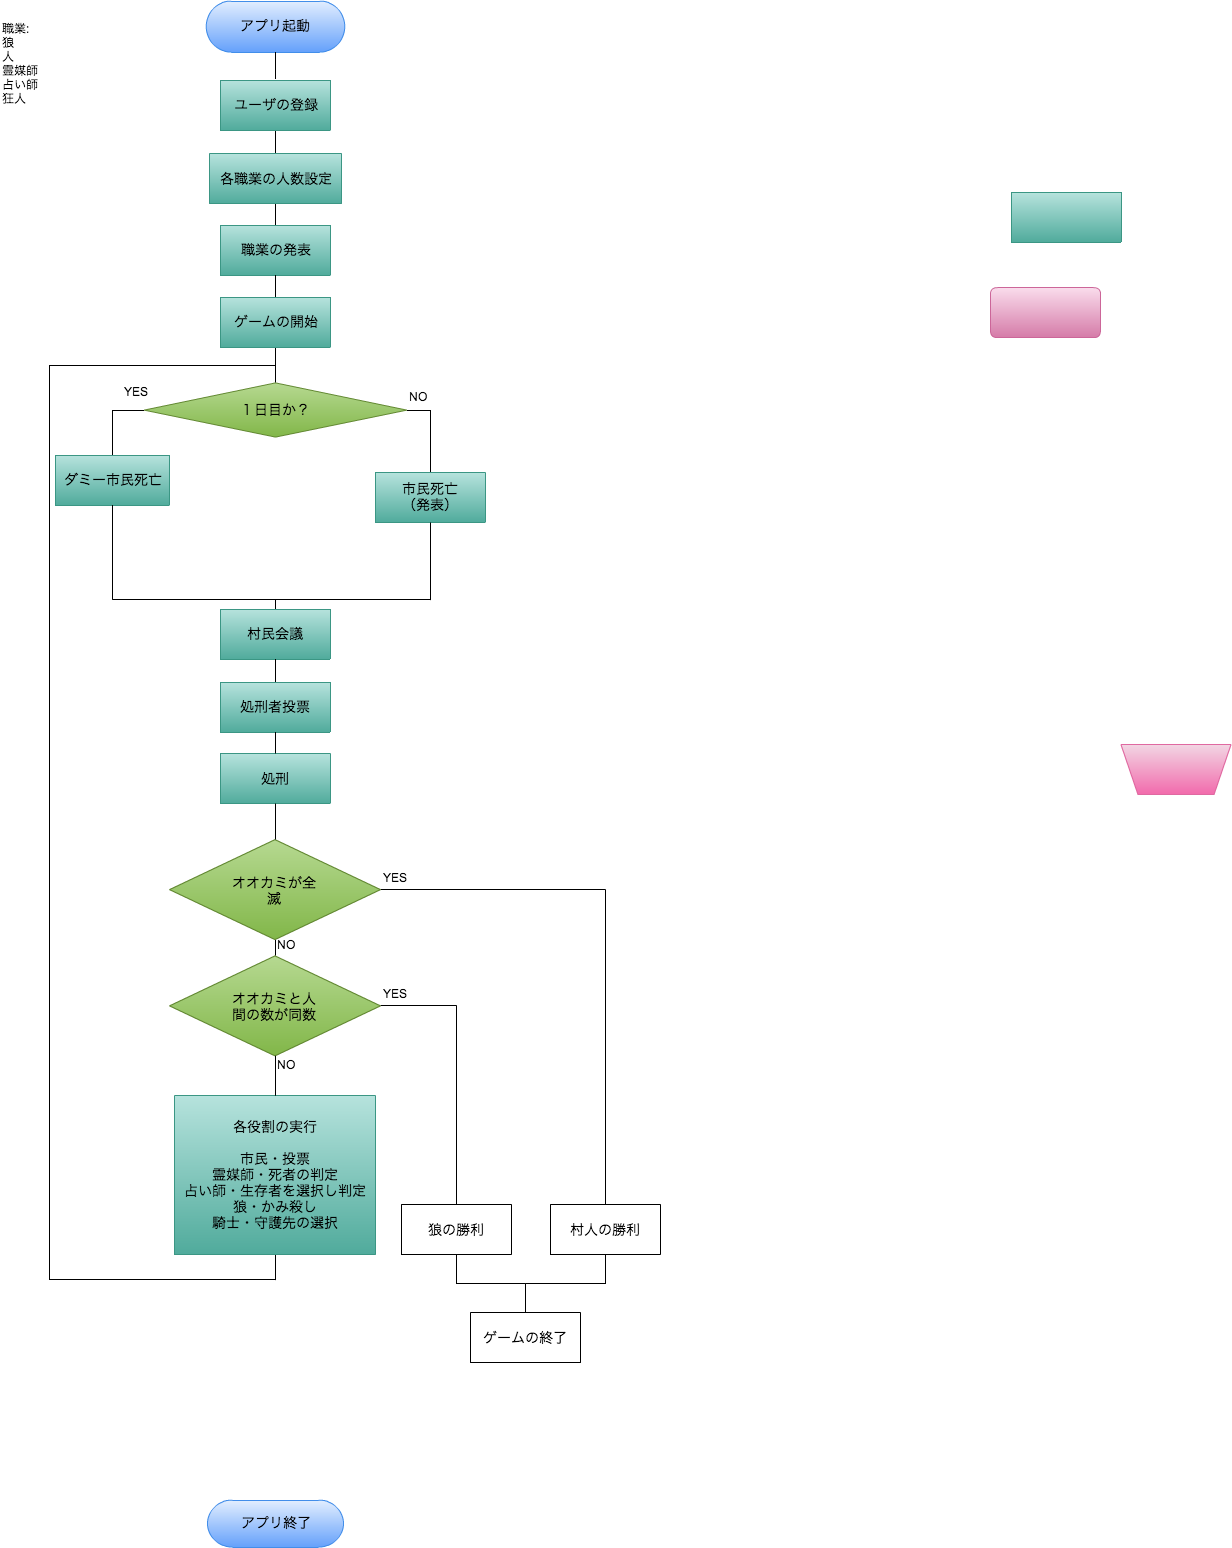 職業:
狼
人
霊媒師
占い師
狂人
アプリ起動
ユーザの登録
各職業の人数設定
職業の発表
ゲームの開始
１日目か？
YES
NO
ダミー市民死亡
市民死亡
（発表）
村民会議
処刑者投票
処刑
オオカミが全
滅
YES
NO
オオカミと人
間の数が同数
YES
NO
各役割の実行
市民・投票
霊媒師・死者の判定
占い師・生存者を選択し判定
狼・かみ殺し
騎士・守護先の選択
狼の勝利
村人の勝利
ゲームの終了
アプリ終了